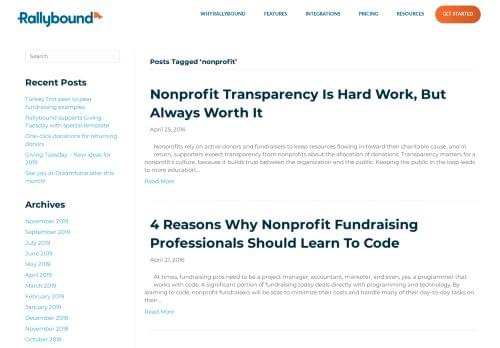 Rallybound
WHY RALLYBOUND
FEATURES
INTEGRATIONS
PRICING
RESOURCES
GET STARTED
Search
Recent Posts
Turkey Trot peer to peer
fundraising examples
Rallybound supports Giving
Tuesday with special template
One-click donations for returning
donors
Giving Tuesday – New ideas for
2019
See you at Dreamforce later this
month!
Archives
November 2019
September 2019
July 2019
June 2019
May 2019
April 2019
March 2019
February 2019
January 2019
December 2018
November 2018
October 2018
Posts Tagged ‘nonprofit’
Nonprofit Transparency Is Hard Work, But
Always Worth It
April 25, 2016
Nonprofits rely on active donors and fundraisers to keep resources flowing in toward their charitable cause, and in
return, supporters expect transparency from nonprofits about the allocation of donations. Transparency matters for a
nonprofit’s culture, because it builds trust between the organization and the public. Keeping the public in the loop leads
to more education…
Read More
4 Reasons Why Nonprofit Fundraising
Professionals Should Learn To Code
April 21, 2016
At times, fundraising pros need to be a project manager, accountant, marketer, and even, yes, a programmer that
works with code. A significant portion of fundraising today deals directly with programming and technology. By
learning to code, nonprofit fundraisers will be able to minimize their costs and handle many of their day-to-day tasks on
their…
Read More